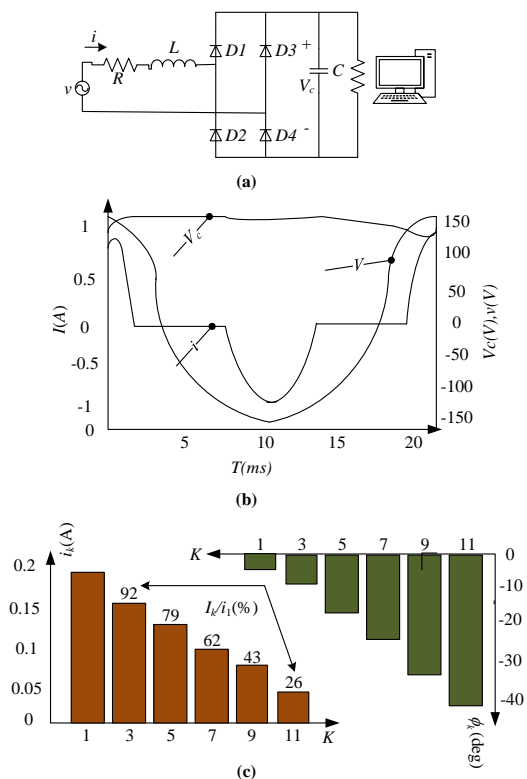 i
R
L
D1
D3
+
v
V_c
C
D2
D4
-
(a)
1
0.5
0
-0.5
-1
0
I(A)
V_c
V
i
150
100
50
0
-50
-100
-150
Vc(V),v(V)
5
10
15
20
T(ms)
(b)
i_k(A)
0.2
0.15
0.1
0.05
0
92
79
62
43
26
I_k/i_1(%)
1 3 5 7 9 11 K
K 1 3 5 7 9 11
0
-10
-20
-30
-40
ϕ_k (deg)
(c)